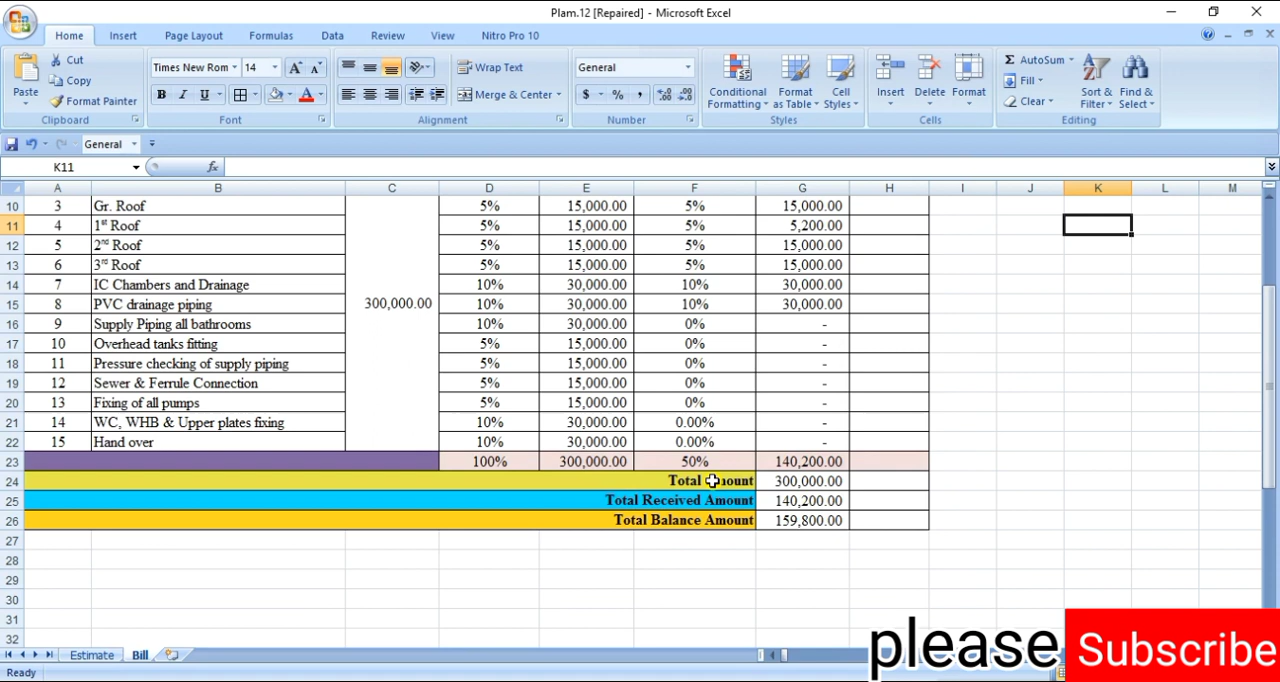 Plam.12 [Repaired] - Microsoft Excel
Home Insert Page Layout Formulas Data Review View Nitro Pro 10
Paste Cut Copy Format Painter Clipboard
Times New Rom 14 B I U A Font
Wrap Text Merge & Center Alignment
General $ % , Number
Conditional Formatting Format as Table Cell Styles Styles
Insert Delete Format Cells
Σ AutoSum Fill Clear Sort & Filter Find & Select Editing
General
K11 fx
A B C D E F G H I J K L M
10 3 Gr. Roof 5% 15,000.00 5% 15,000.00
11 4 1st Roof 5% 15,000.00 5% 5,200.00
12 5 2nd Roof 5% 15,000.00 5% 15,000.00
13 6 3rd Roof 5% 15,000.00 5% 15,000.00
14 7 IC Chambers and Drainage 10% 30,000.00 10% 30,000.00
15 8 PVC drainage piping 300,000.00 10% 30,000.00 10% 30,000.00
16 9 Supply Piping all bathrooms 10% 30,000.00 0% -
17 10 Overhead tanks fitting 5% 15,000.00 0% -
18 11 Pressure checking of supply piping 5% 15,000.00 0% -
19 12 Sewer & Ferrule Connection 5% 15,000.00 0% -
20 13 Fixing of all pumps 5% 15,000.00 0% -
21 14 WC, WHB & Upper plates fixing 10% 30,000.00 0.00% -
22 15 Hand over 10% 30,000.00 0.00% -
23 100% 300,000.00 50% 140,200.00
24 Total Amount 300,000.00
25 Total Received Amount 140,200.00
26 Total Balance Amount 159,800.00
27
28
29
30
31
32
please Subscribe
Estimate Bill
Ready